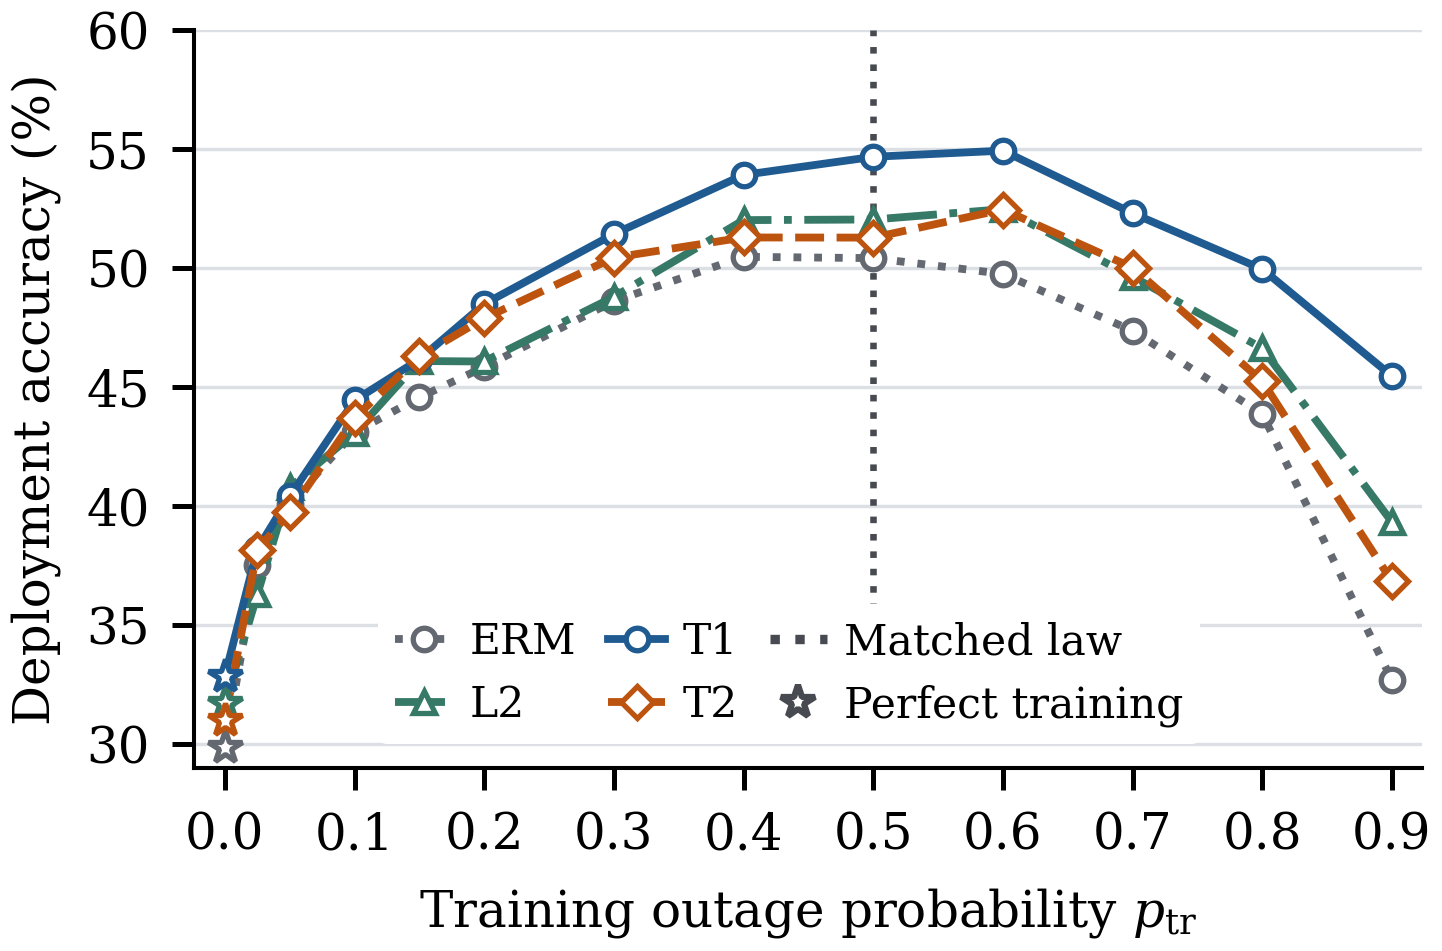 Deployment accuracy (%)
60
55
50
45
40
35
30
ERM T1 Matched law
L2 T2 Perfect training
0.0 0.1 0.2 0.3 0.4 0.5 0.6 0.7 0.8 0.9
Training outage probability p_tr